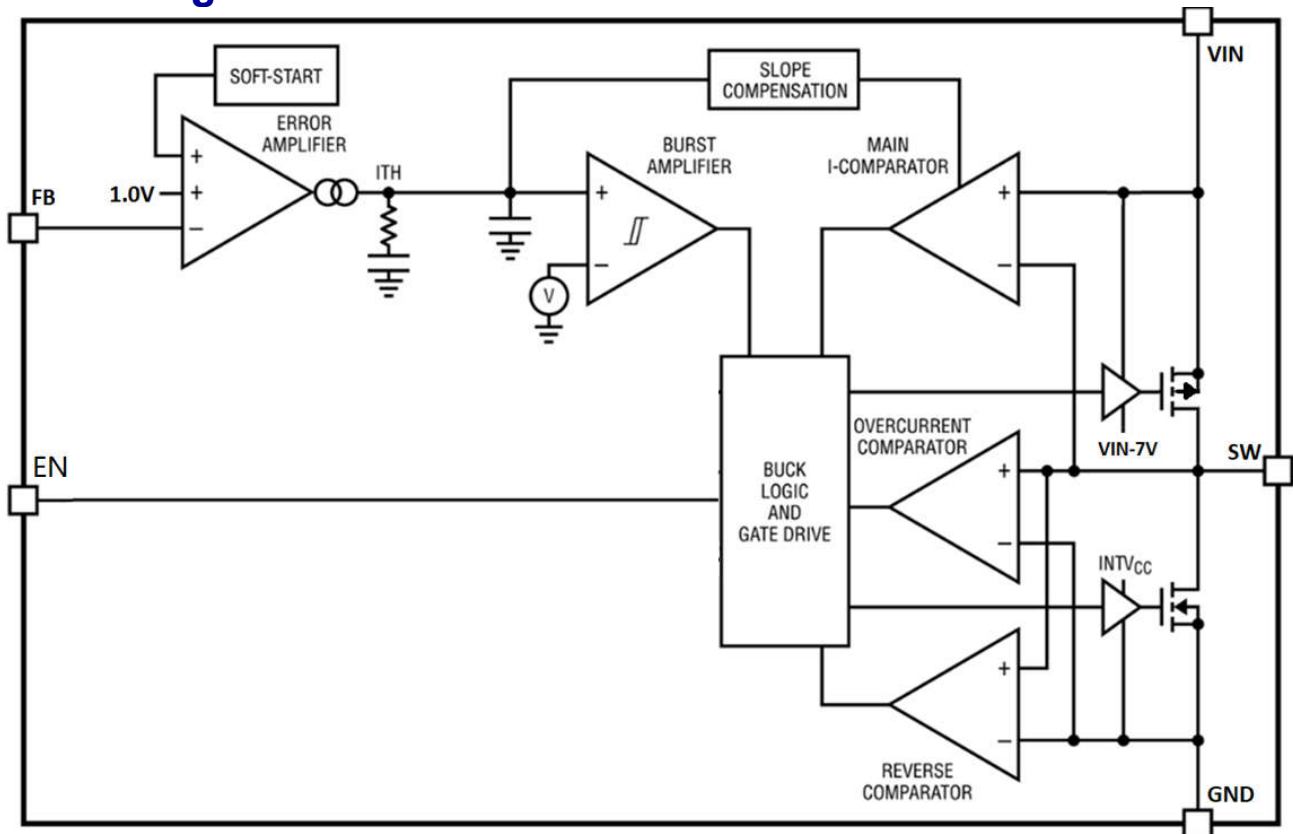 VIN
SOFT-START
SLOPE
COMPENSATION
ERROR
AMPLIFIER
BURST
AMPLIFIER
MAIN
I-COMPARATOR
ITH
+
+
−
FB
1.0V
+
−
V
+
−
VIN-7V
SW
OVERCURRENT
COMPARATOR
+
−
EN
BUCK
LOGIC
AND
GATE DRIVE
INTVCC
+
−
REVERSE
COMPARATOR
GND